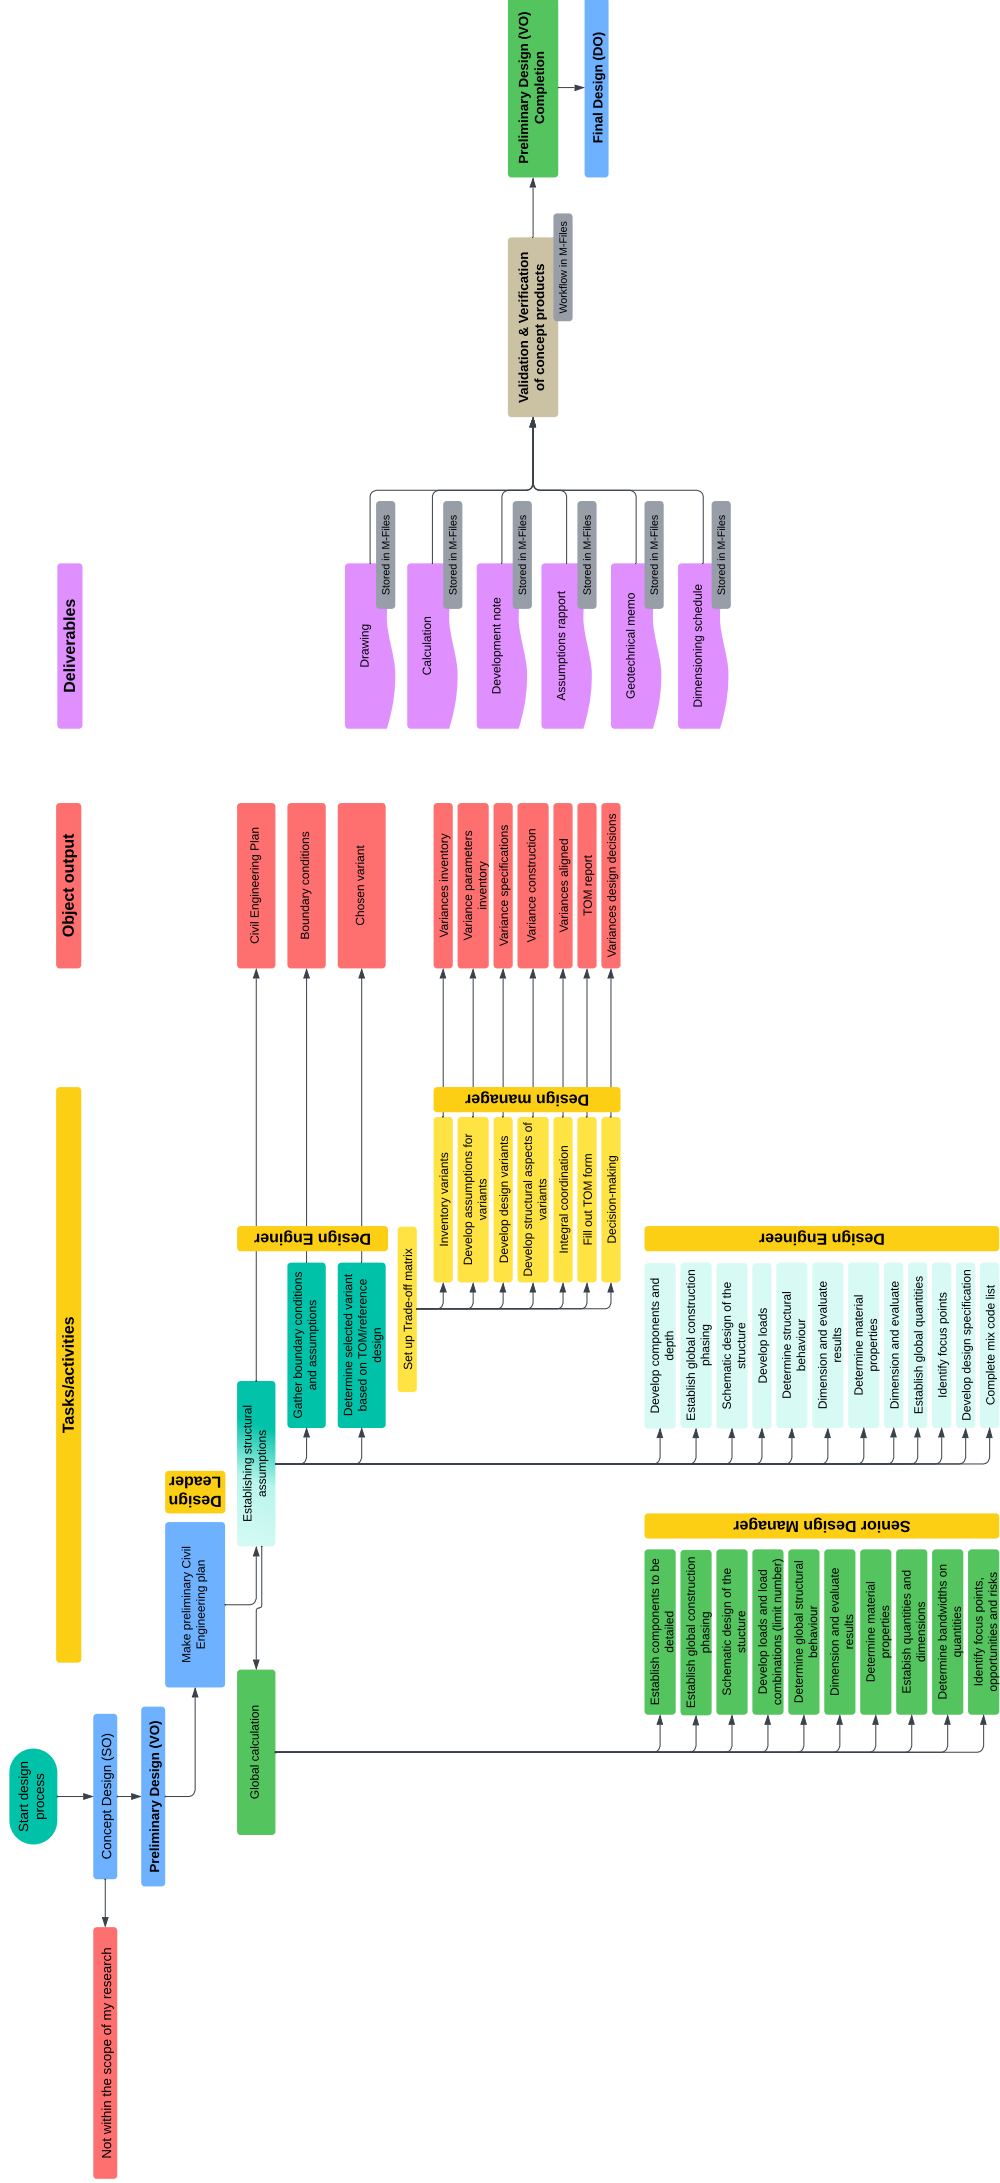 Start design
process
Not within the scope of my research
Concept Design (SO)
Preliminary Design (VO)
Tasks/activities
Object output
Deliverables
Make preliminary Civil
Engineering plan
Design
Leader
Global calculation
Establishing structural
assumptions
Design Enginer
Civil Engineering Plan
Gather boundary conditions
and assumptions
Boundary conditions
Determine selected variant
based on TOM/reference
design
Chosen variant
Set up Trade-off matrix
Design manager
Inventory variants
Variances inventory
Develop assumptions for
variants
Variance parameters
inventory
Develop design variants
Variance specifications
Develop structural aspects of
variants
Variance construction
Integral coordination
Variances aligned
Fill out TOM form
TOM report
Decision-making
Variances design decisions
Senior Design Manager
Establish components to be
detailed
Establish global construction
phasing
Schematic design of the
stucture
Develop loads and load
combinations (limit number)
Determine global structural
behaviour
Dimension and evaluate
results
Determine material
properties
Estabish quantities and
dimensions
Determine bandwidths on
quantities
Identify focus points,
opportunities and risks
Design Engineer
Develop components and
depth
Establish global construction
phasing
Schematic design of the
structure
Develop loads
Determine structural
behaviour
Dimension and evaluate
results
Determine material
properties
Dimension and evaluate
Establish global quantities
Identify focus points
Develop design specification
Complete mix code list
Drawing
Stored in M-Files
Calculation
Stored in M-Files
Development note
Stored in M-Files
Assumptions rapport
Stored in M-Files
Geotechnical memo
Stored in M-Files
Dimensioning schedule
Stored in M-Files
Validation & Verification
of concept products
Workflow in M-Files
Preliminary Design (VO)
Completion
Final Design (DO)